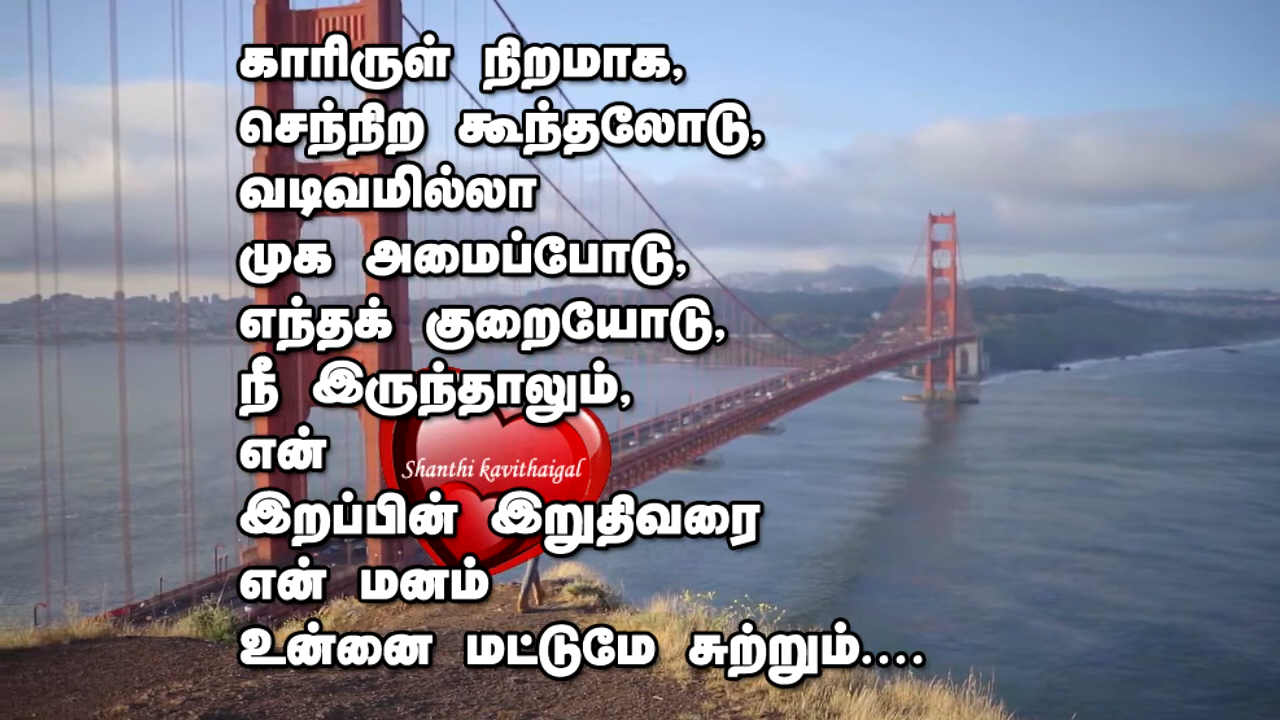 காரிருள் நிறமாக,
செந்நிற கூந்தலோடு,
வடிவமில்லா
முக அமைப்போடு,
எந்தக் குறையோடு,
நீ இருந்தாலும்,
என்
Shanthi kavithaigal
இறப்பின் இறுதிவரை
என் மனம்
உன்னை மட்டுமே சுற்றும்....